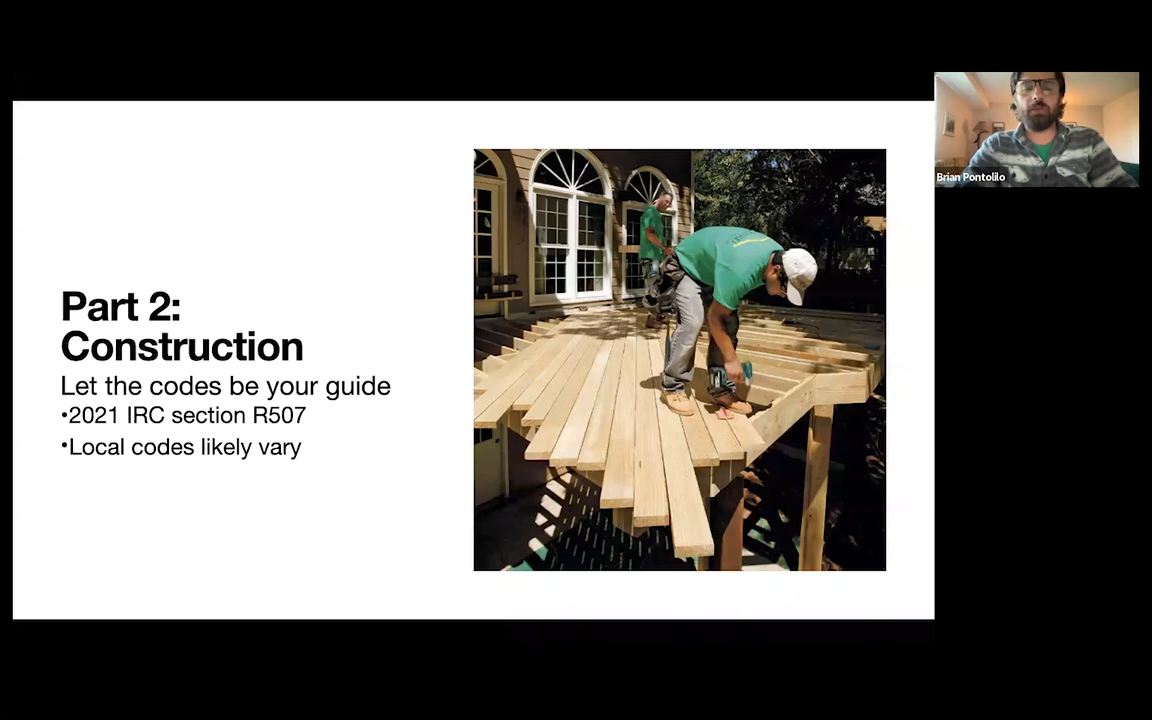 Part 2:
Construction
Let the codes be your guide
•2021 IRC section R507
•Local codes likely vary
Brian Pontolilo